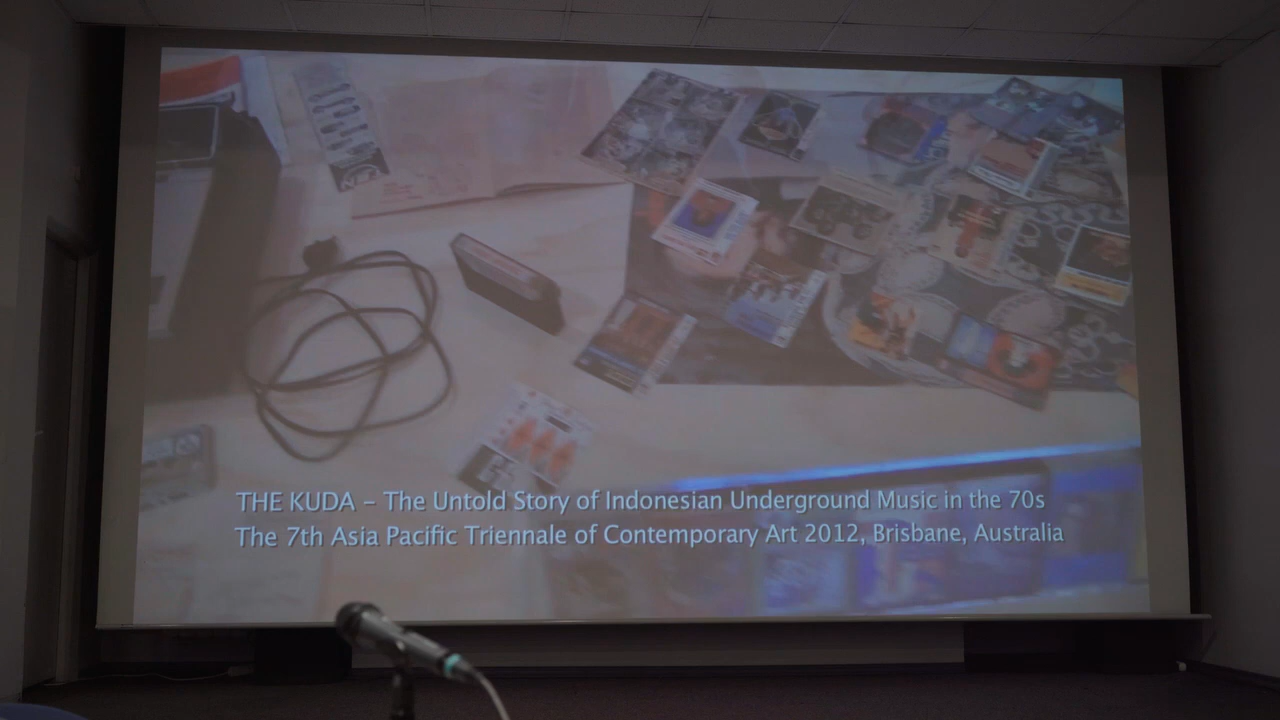 THE KUDA – The Untold Story of Indonesian Underground Music in the 70s
The 7th Asia Pacific Triennale of Contemporary Art 2012, Brisbane, Australia